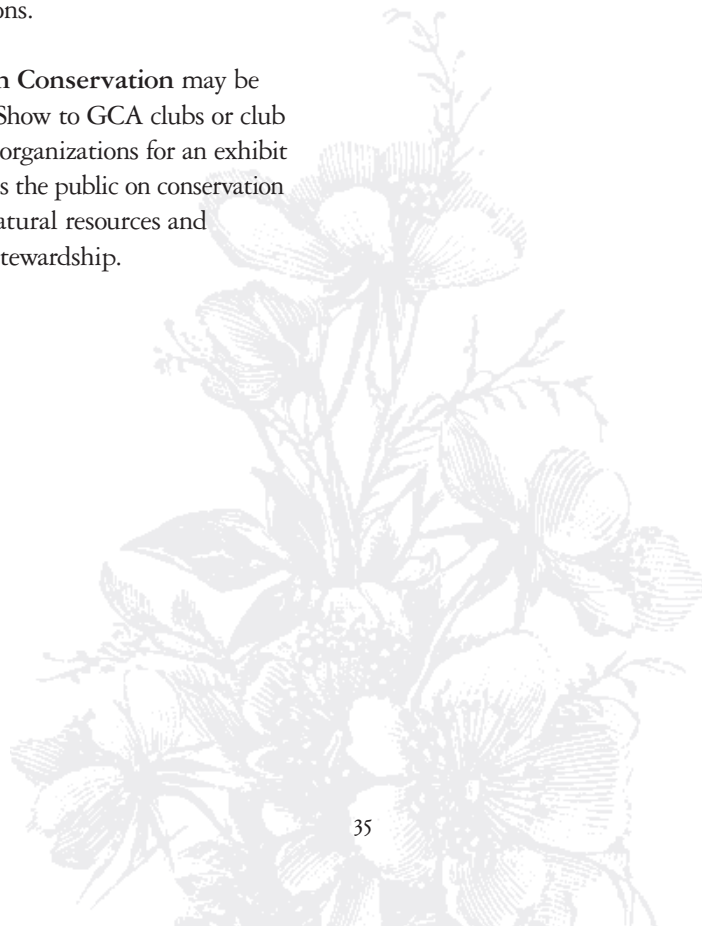 ons.
n Conservation may be
Show to GCA clubs or club
organizations for an exhibit
s the public on conservation
atural resources and
tewardship.
35